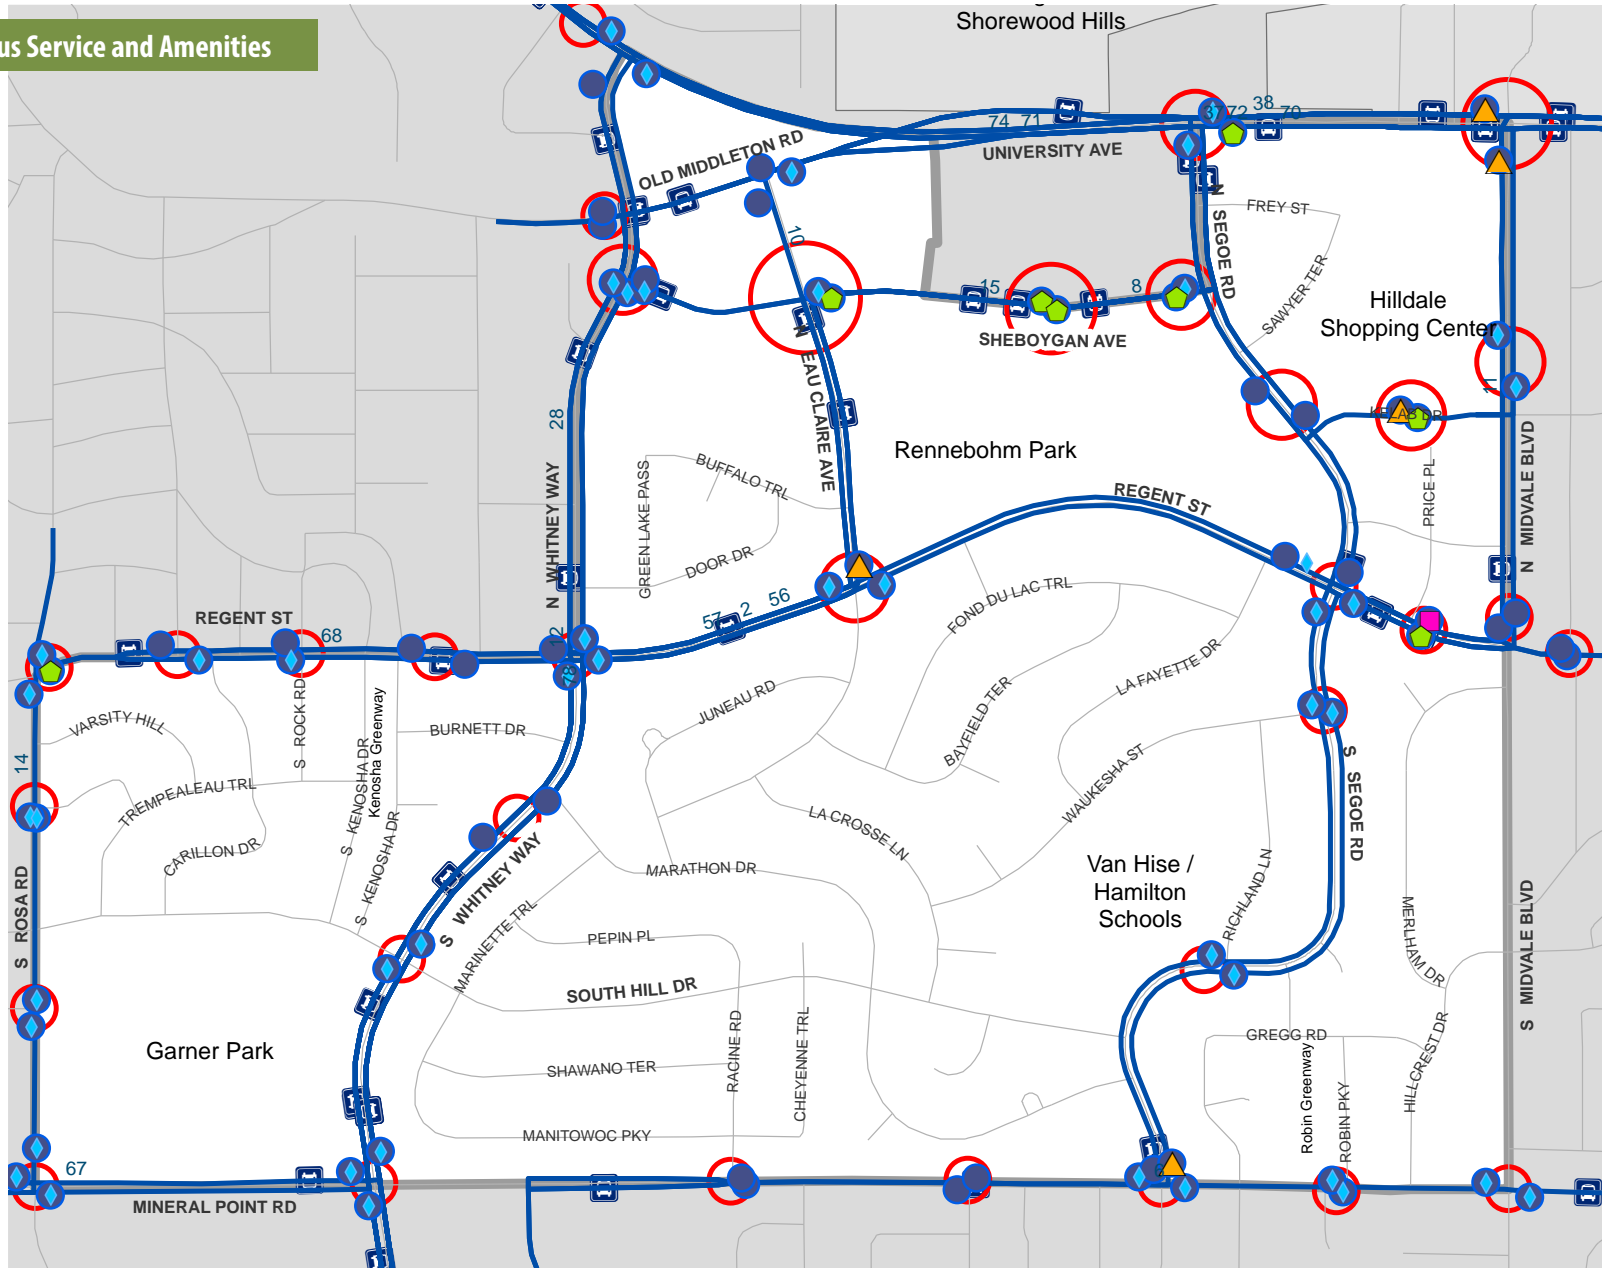 us Service and Amenities
Shorewood Hills
74 71
37 72 38 70
OLD MIDDLETON RD
UNIVERSITY AVE
FREY ST
N SEGOE RD
10
15
8
SAWYER TER
Hilldale
Shopping Center
SHEBOYGAN AVE
N EAU CLAIRE AVE
11
28
Rennebohm Park
BUFFALO TRL
GREEN LAKE PASS
N WHITNEY WAY
PRICE PL
N MIDVALE BLVD
REGENT ST
DOOR DR
57 2 56
FOND DU LAC TRL
REGENT ST
68
12
LA FAYETTE DR
JUNEAU RD
BAYFIELD TER
VARSITY HILL
S ROCK RD
Kenosha Greenway
S KENOSHA DR
BURNETT DR
14
TREMPEALEAU TRL
WAUKESHA ST
S SEGOE RD
CARILLON DR
S KENOSHA DR
LA CROSSE LN
S WHITNEY WAY
MARATHON DR
Van Hise /
Hamilton
Schools
RICHLAND LN
S ROSA RD
MARINETTE TRL
PEPIN PL
MERLHAM DR
S MIDVALE BLVD
SOUTH HILL DR
Garner Park
RACINE RD
CHEYENNE TRL
GREGG RD
Robin Greenway
HILLCREST DR
SHAWANO TER
ROBIN PKY
MANITOWOC PKY
67
6
MINERAL POINT RD